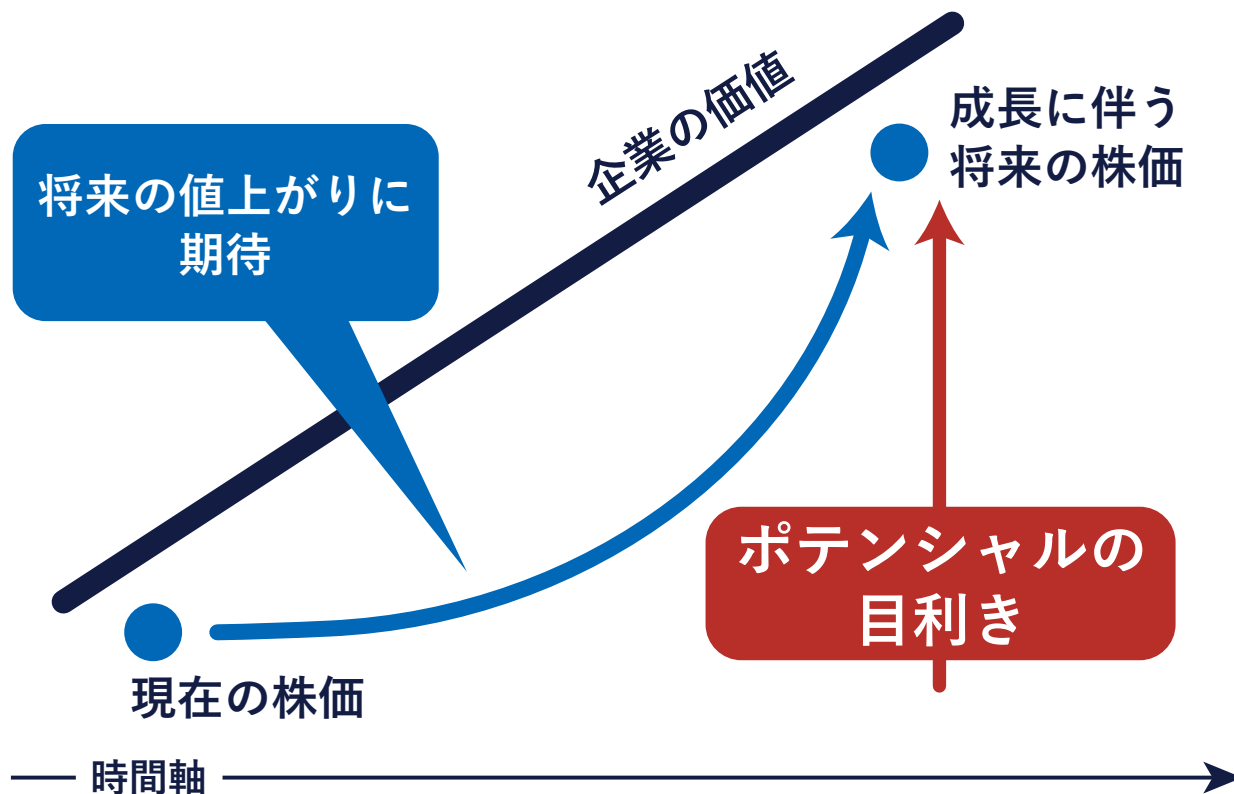 企業の価値
成長に伴う
将来の株価
将来の値上がりに
期待
ポテンシャルの
目利き
現在の株価
時間軸